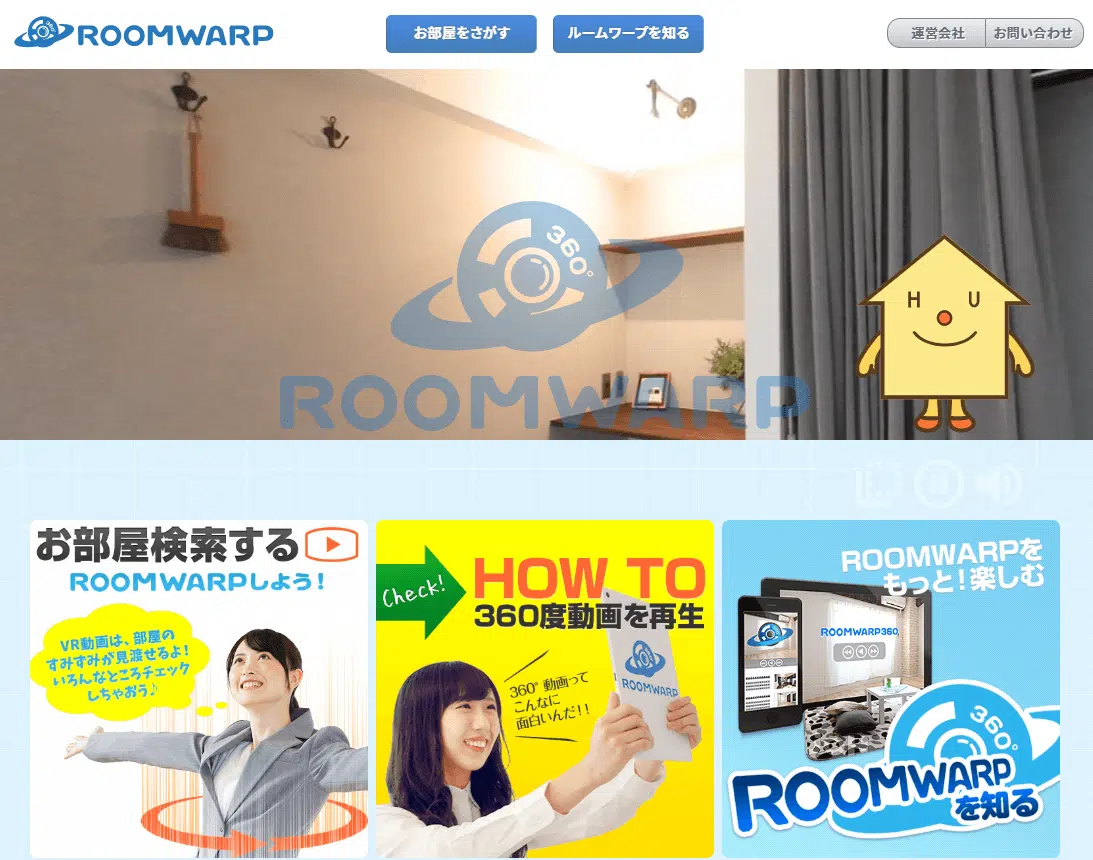 360°
ROOMWARP
お部屋をさがす
ルームワープを知る
運営会社
お問い合わせ
360°
ROOMWARP
H U
お部屋検索する
ROOMWARPしよう!
VR動画は、部屋の
すみずみが見渡せるよ!
いろんなところチェック
しちゃおう♪
Check!
HOW TO
360度動画を再生
360°動画って
こんなに
面白いんだ!!
ROOMWARP
ROOMWARPを
もっと!楽しむ
ROOMWARP360
360°
ROOMWARP
を知る